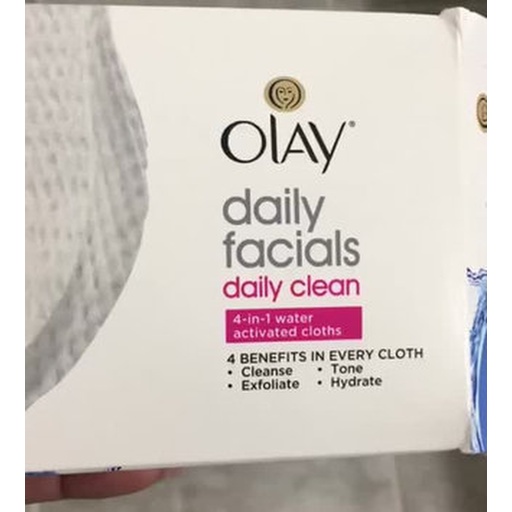 OLAY®
daily
facials
daily clean
4-in-1 water
activated cloths
4 BENEFITS IN EVERY CLOTH
• Cleanse • Tone
• Exfoliate • Hydrate